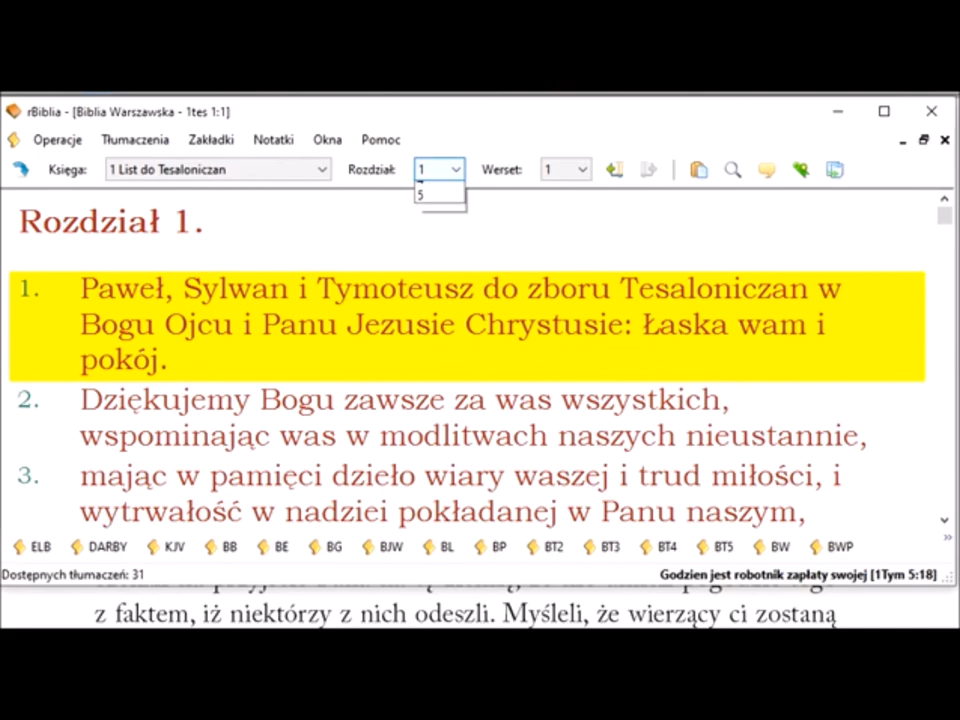 rBiblia - [Biblia Warszawska - 1tes 1:1]
Operacje Tłumaczenia Zakładki Notatki Okna Pomoc
Księga: 1 List do Tesaloniczan Rozdział: 1 Werset: 1
5
Rozdział 1.
1. Paweł, Sylwan i Tymoteusz do zboru Tesaloniczan w
Bogu Ojcu i Panu Jezusie Chrystusie: Łaska wam i
pokój.
2. Dziękujemy Bogu zawsze za was wszystkich,
wspominając was w modlitwach naszych nieustannie,
3. mając w pamięci dzieło wiary waszej i trud miłości, i
wytrwałość w nadziei pokładanej w Panu naszym,
ELB DARBY KJV BB BE BG BJW BL BP BT2 BT3 BT4 BT5 BW BWP
Dostępnych tłumaczeń: 31 Godzien jest robotnik zapłaty swojej [1Tym 5:18]
z faktem, iż niektórzy z nich odeszli. Myśleli, że wierzący ci zostaną